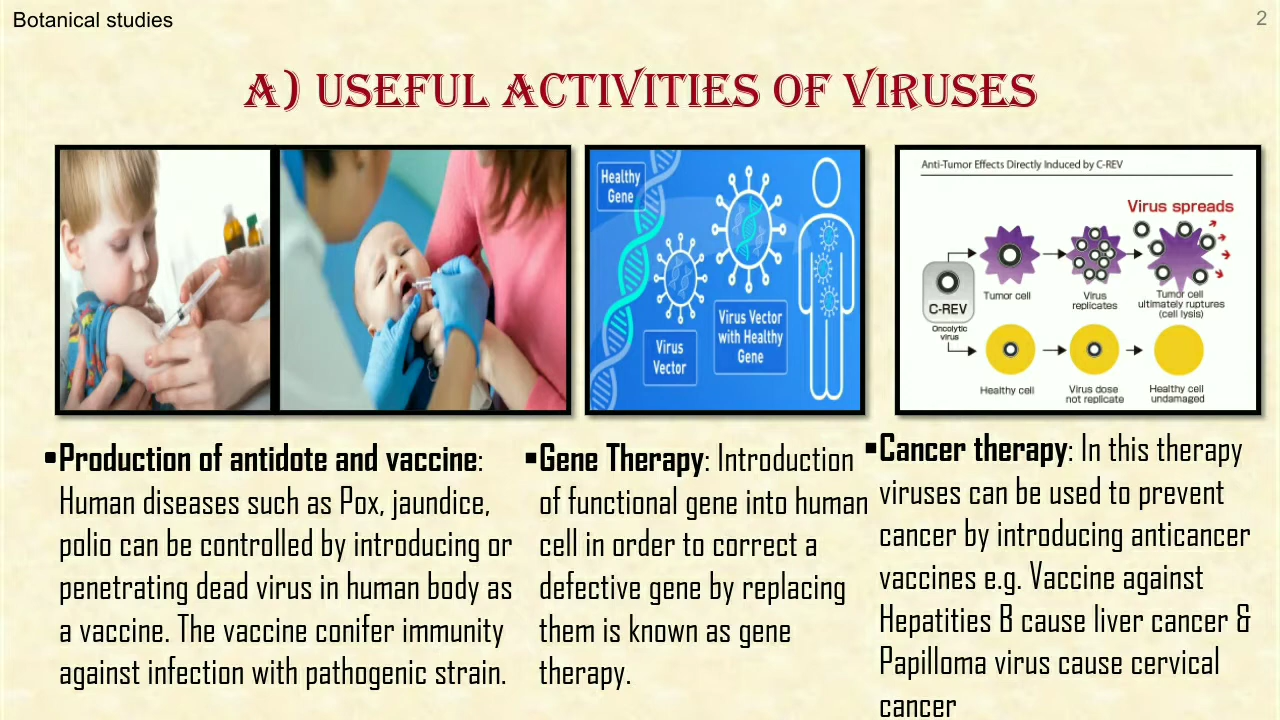 Botanical studies
2
A) USEFUL ACTIVITIES OF VIRUSES
Healthy
Gene
Virus
Vector
Virus Vector
with Healthy
Gene
Anti-Tumor Effects Directly Induced by C-REV
Virus spreads
C-REV
Oncolytic
virus
Tumor cell
Virus
replicates
Tumor cell
ultimately ruptures
(cell lysis)
Healthy cell
Virus dose
not replicate
Healthy cell
undamaged
▪Production of antidote and vaccine:
Human diseases such as Pox, jaundice,
polio can be controlled by introducing or
penetrating dead virus in human body as
a vaccine. The vaccine conifer immunity
against infection with pathogenic strain.
▪Gene Therapy: Introduction
of functional gene into human
cell in order to correct a
defective gene by replacing
them is known as gene
therapy.
▪Cancer therapy: In this therapy
viruses can be used to prevent
cancer by introducing anticancer
vaccines e.g. Vaccine against
Hepatities B cause liver cancer &
Papilloma virus cause cervical
cancer